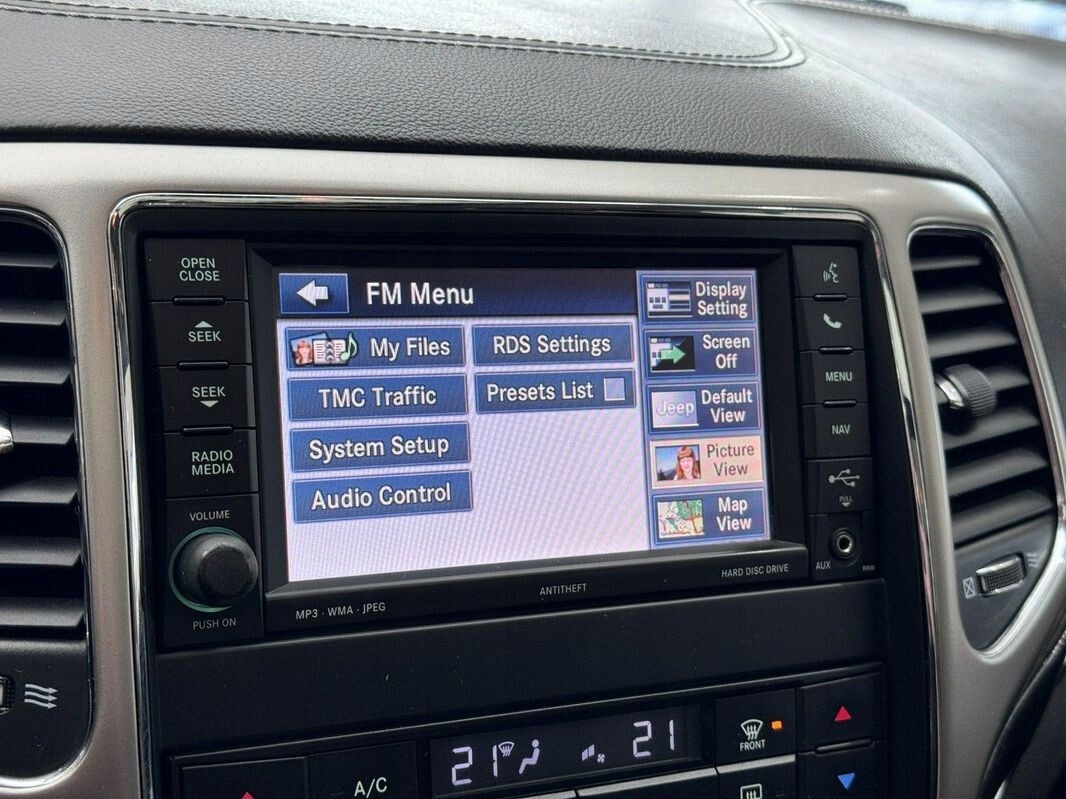 OPEN
CLOSE
SEEK
SEEK
RADIO
MEDIA
VOLUME
PUSH ON
FM Menu
My Files
RDS Settings
TMC Traffic
Presets List
System Setup
Audio Control
Display
Setting
Screen
Off
Jeep
Default
View
Picture
View
Map
View
MENU
NAV
PULL
AUX
MP3 · WMA · JPEG
ANTITHEFT
HARD DISC DRIVE
21
21
FRONT
A/C